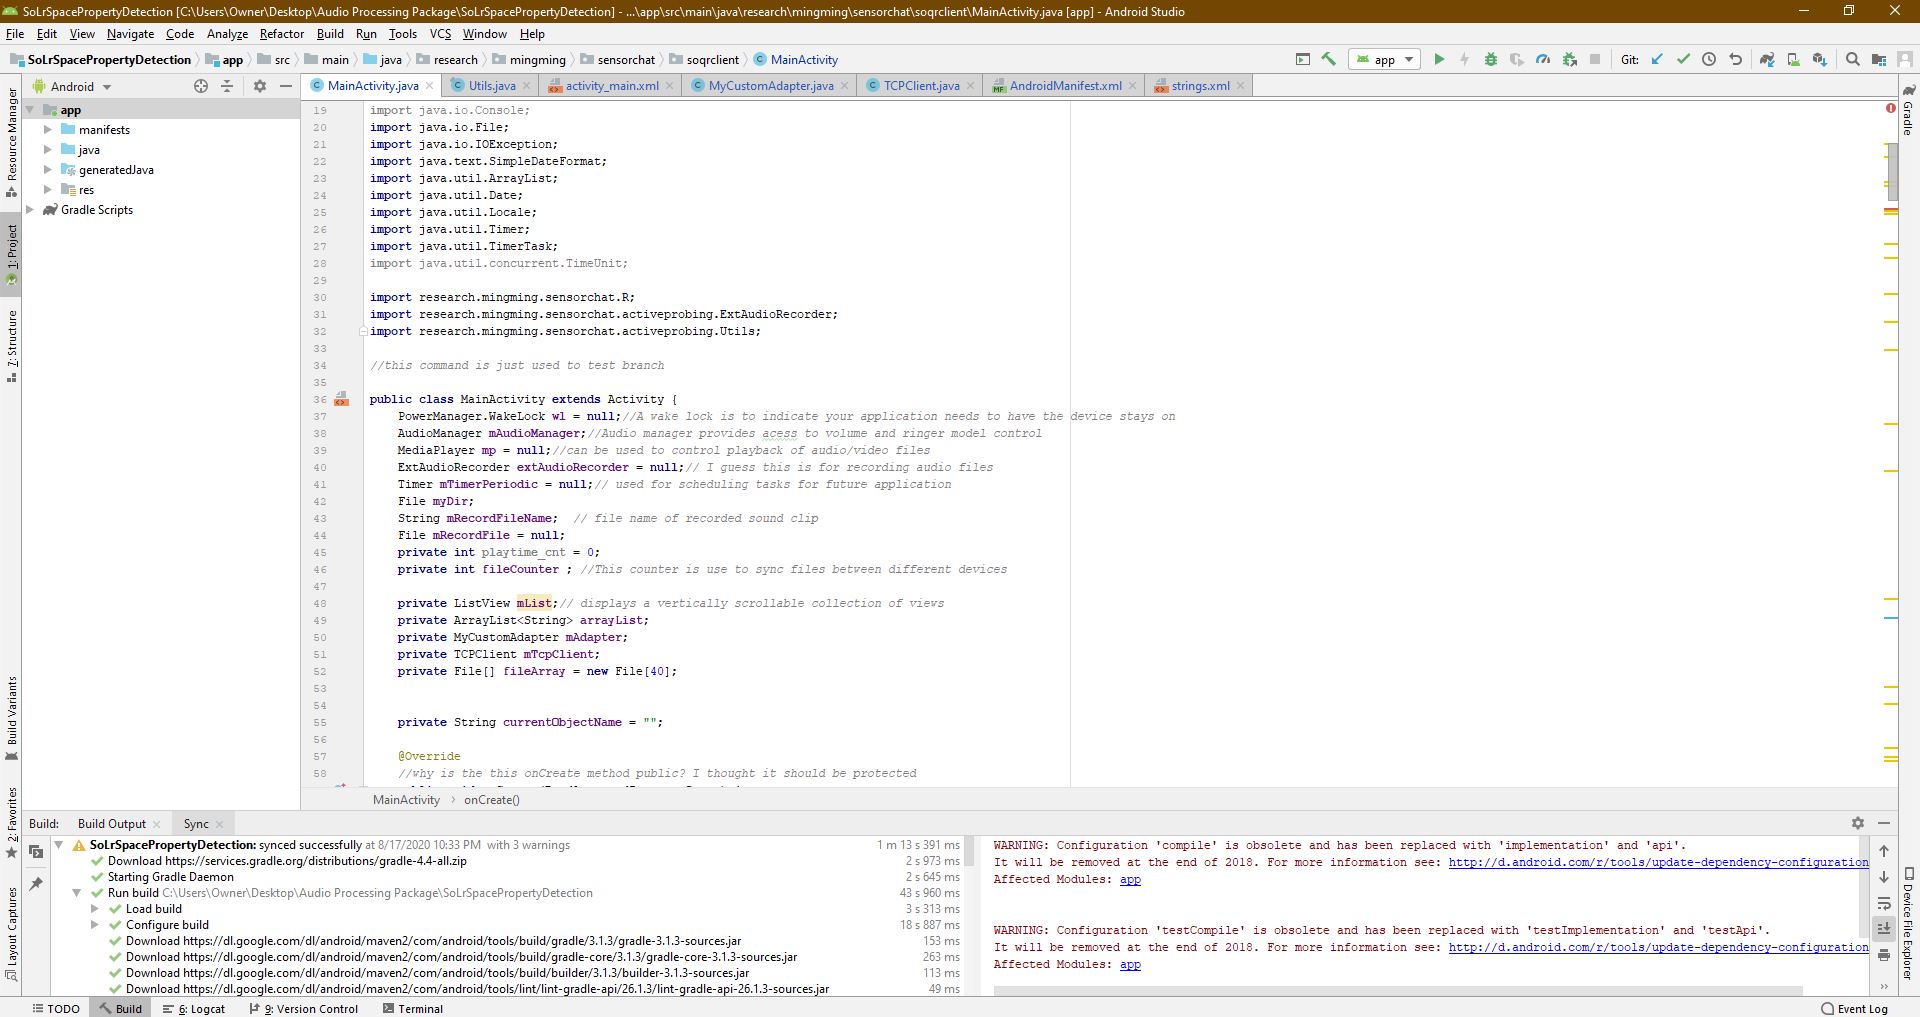 SoLrSpacePropertyDetection [C:\Users\Owner\Desktop\Audio Processing Package\SoLrSpacePropertyDetection] - ...\app\src\main\java\research\mingming\sensorchat\soqrclient\MainActivity.java [app] - Android Studio
File Edit View Navigate Code Analyze Refactor Build Run Tools VCS Window Help
SoLrSpacePropertyDetection app src main java research mingming sensorchat soqrclient MainActivity app Git:
Android
MainActivity.java Utils.java activity_main.xml MyCustomAdapter.java TCPClient.java AndroidManifest.xml strings.xml
Resource Manager
1: Project
7: Structure
Build Variants
2: Favorites
Layout Captures
app
manifests
java
generatedJava
res
Gradle Scripts
19 import java.io.Console;
20 import java.io.File;
21 import java.io.IOException;
22 import java.text.SimpleDateFormat;
23 import java.util.ArrayList;
24 import java.util.Date;
25 import java.util.Locale;
26 import java.util.Timer;
27 import java.util.TimerTask;
28 import java.util.concurrent.TimeUnit;
29
30 import research.mingming.sensorchat.R;
31 import research.mingming.sensorchat.activeprobing.ExtAudioRecorder;
32 import research.mingming.sensorchat.activeprobing.Utils;
33
34 //this command is just used to test branch
35
36 public class MainActivity extends Activity {
37 PowerManager.WakeLock wl = null;//A wake lock is to indicate your application needs to have the device stays on
38 AudioManager mAudioManager;//Audio manager provides acess to volume and ringer model control
39 MediaPlayer mp = null;//can be used to control playback of audio/video files
40 ExtAudioRecorder extAudioRecorder = null;// I guess this is for recording audio files
41 Timer mTimerPeriodic = null;// used for scheduling tasks for future application
42 File myDir;
43 String mRecordFileName;  // file name of recorded sound clip
44 File mRecordFile = null;
45 private int playtime_cnt = 0;
46 private int fileCounter ; //This counter is use to sync files between different devices
47
48 private ListView mList;// displays a vertically scrollable collection of views
49 private ArrayList<String> arrayList;
50 private MyCustomAdapter mAdapter;
51 private TCPClient mTcpClient;
52 private File[] fileArray = new File[40];
53
54
55 private String currentObjectName = "";
56
57 @Override
58 //why is the this onCreate method public? I thought it should be protected
MainActivity onCreate()
Gradle
Device File Explorer
Build: Build Output Sync
SoLrSpacePropertyDetection: synced successfully at 8/17/2020 10:33 PM with 3 warnings 1 m 13 s 391 ms
Download https://services.gradle.org/distributions/gradle-4.4-all.zip 2 s 973 ms
Starting Gradle Daemon 2 s 645 ms
Run build C:\Users\Owner\Desktop\Audio Processing Package\SoLrSpacePropertyDetection 43 s 960 ms
Load build 3 s 313 ms
Configure build 18 s 887 ms
Download https://dl.google.com/dl/android/maven2/com/android/tools/build/gradle/3.1.3/gradle-3.1.3-sources.jar 153 ms
Download https://dl.google.com/dl/android/maven2/com/android/tools/build/gradle-core/3.1.3/gradle-core-3.1.3-sources.jar 263 ms
Download https://dl.google.com/dl/android/maven2/com/android/tools/build/builder/3.1.3/builder-3.1.3-sources.jar 113 ms
Download https://dl.google.com/dl/android/maven2/com/android/tools/lint/lint-gradle-api/26.1.3/lint-gradle-api-26.1.3-sources.jar 49 ms
WARNING: Configuration 'compile' is obsolete and has been replaced with 'implementation' and 'api'.
It will be removed at the end of 2018. For more information see: http://d.android.com/r/tools/update-dependency-configuration
Affected Modules: app
WARNING: Configuration 'testCompile' is obsolete and has been replaced with 'testImplementation' and 'testApi'.
It will be removed at the end of 2018. For more information see: http://d.android.com/r/tools/update-dependency-configuration
Affected Modules: app
TODO Build 6: Logcat 9: Version Control Terminal Event Log